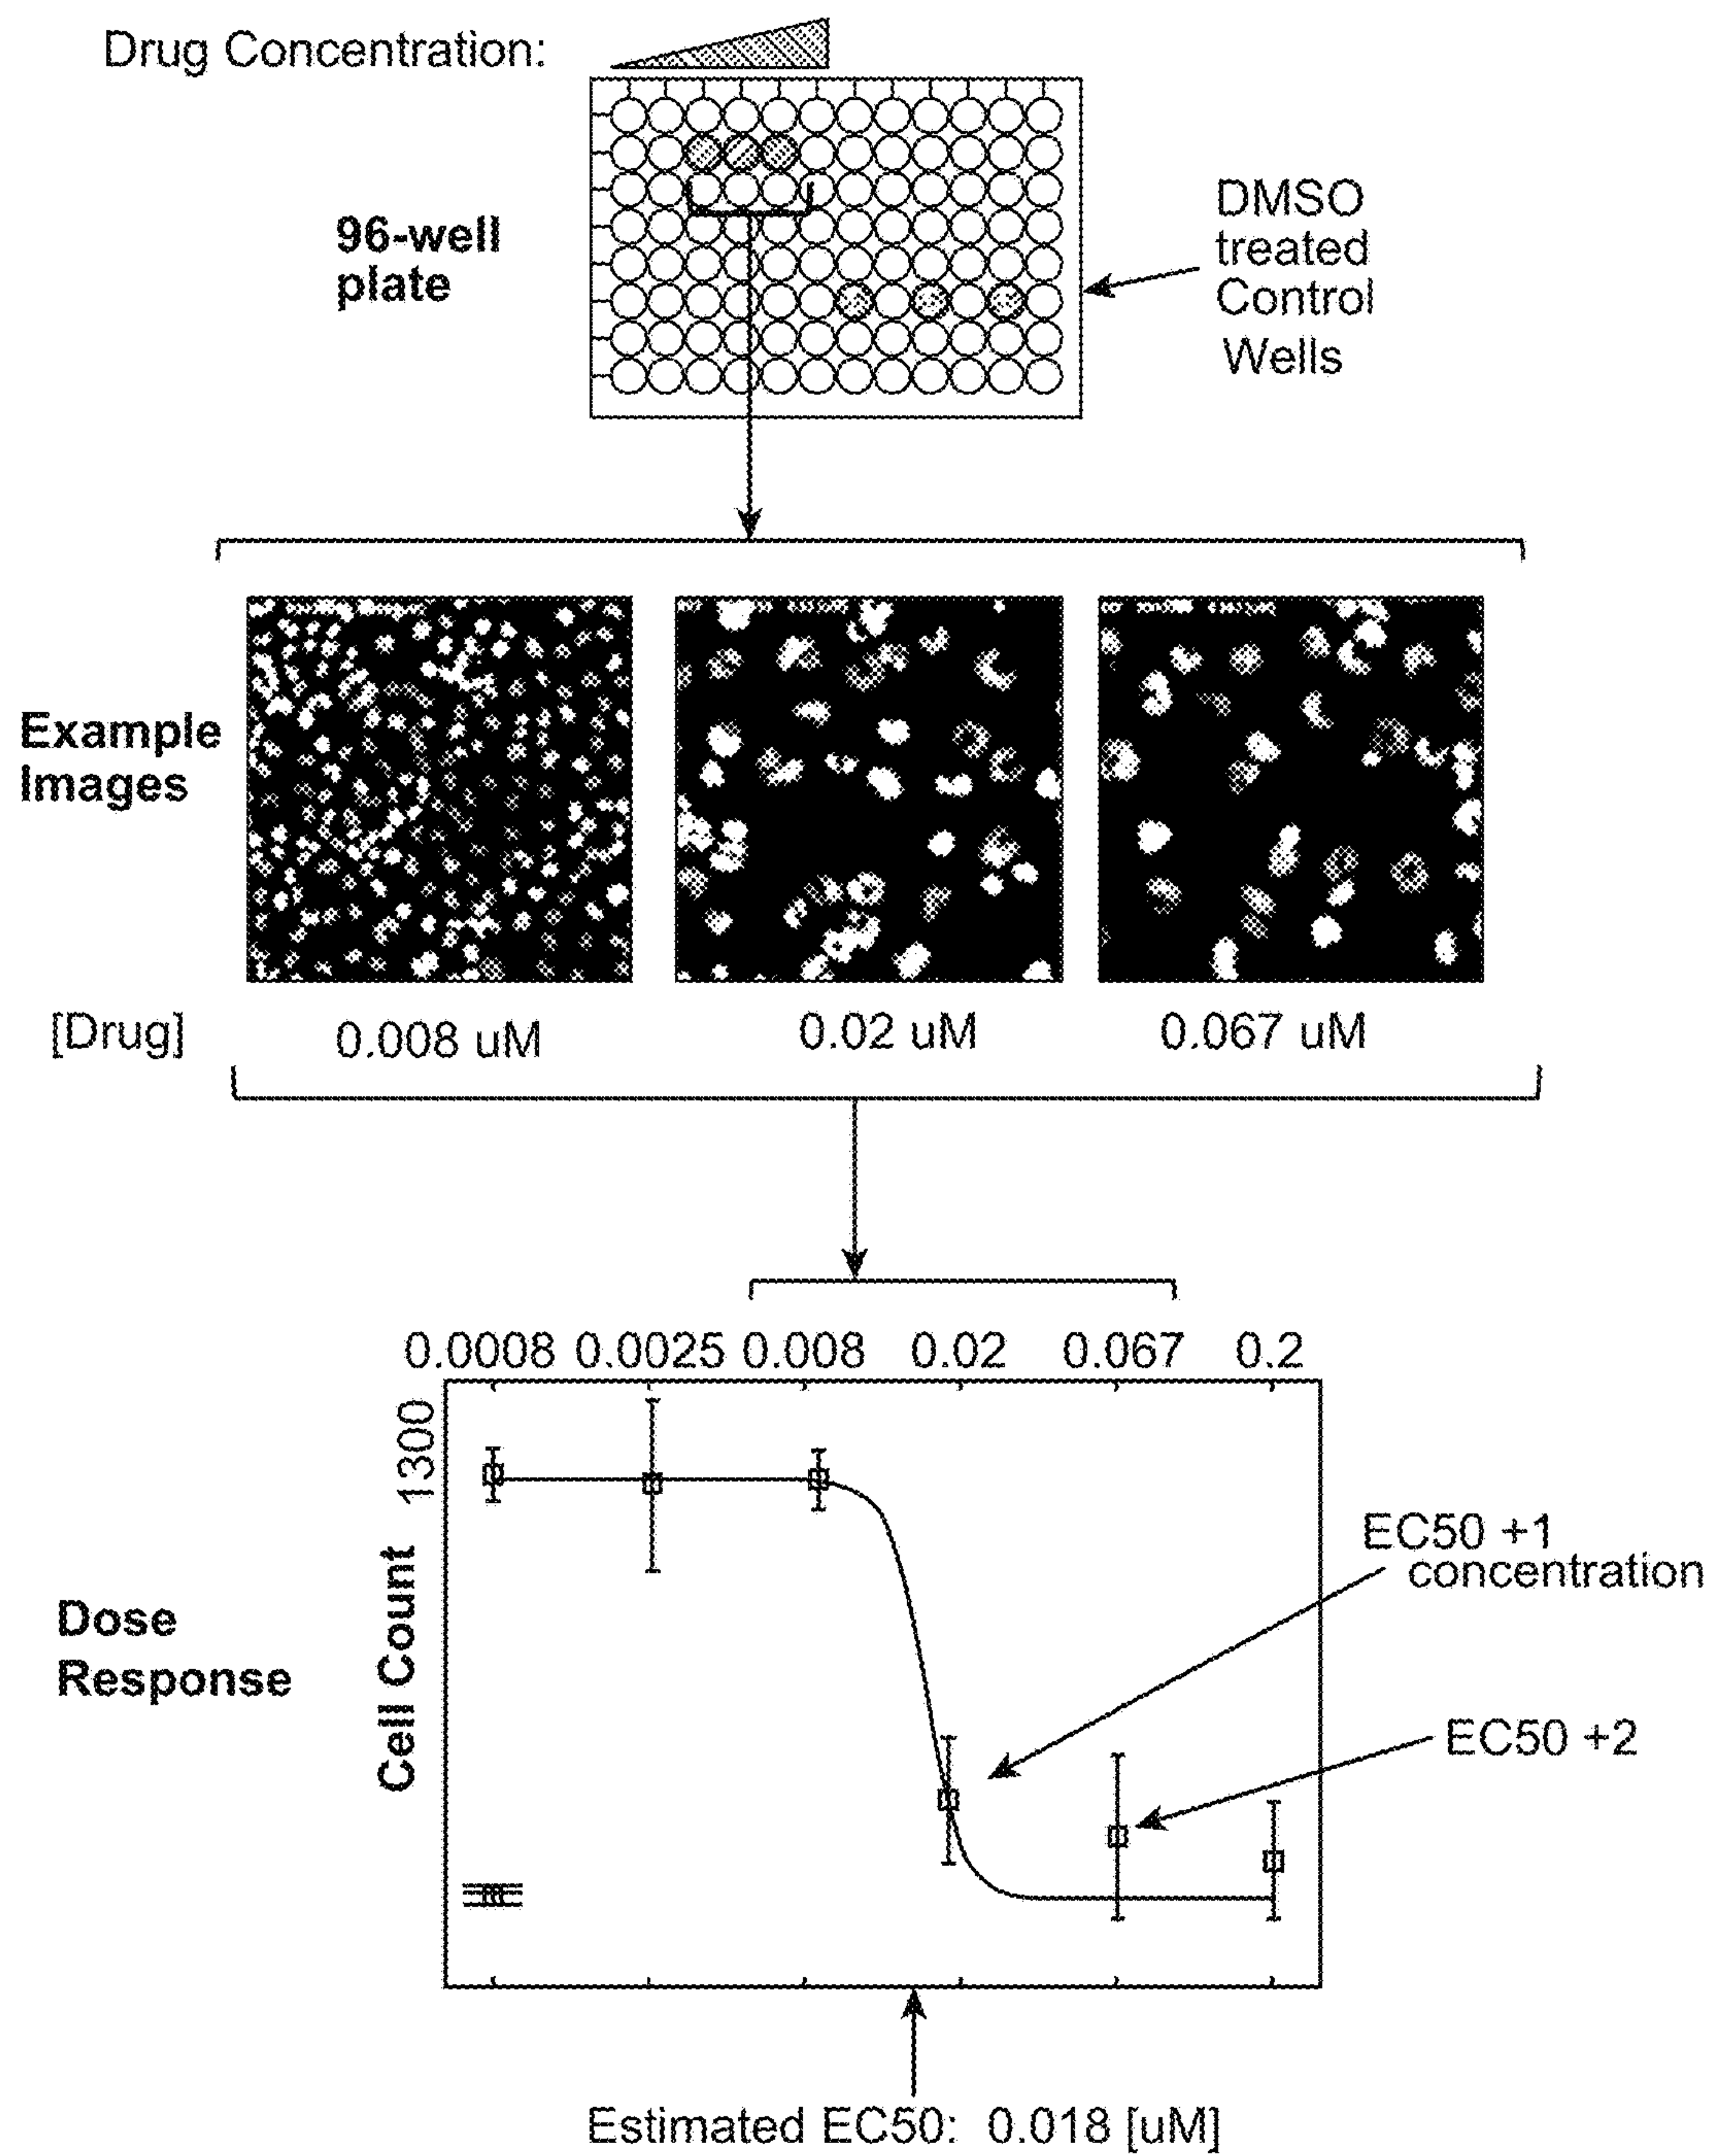 Drug Concentration:
96-well
plate
DMSO
treated
Control
Wells
Example
Images
[Drug]
0.008 uM
0.02 uM
0.067 uM
0.0008 0.0025 0.008 0.02 0.067 0.2
1300
Cell Count
Dose
Response
EC50 +1
concentration
EC50 +2
Estimated EC50: 0.018 [uM]